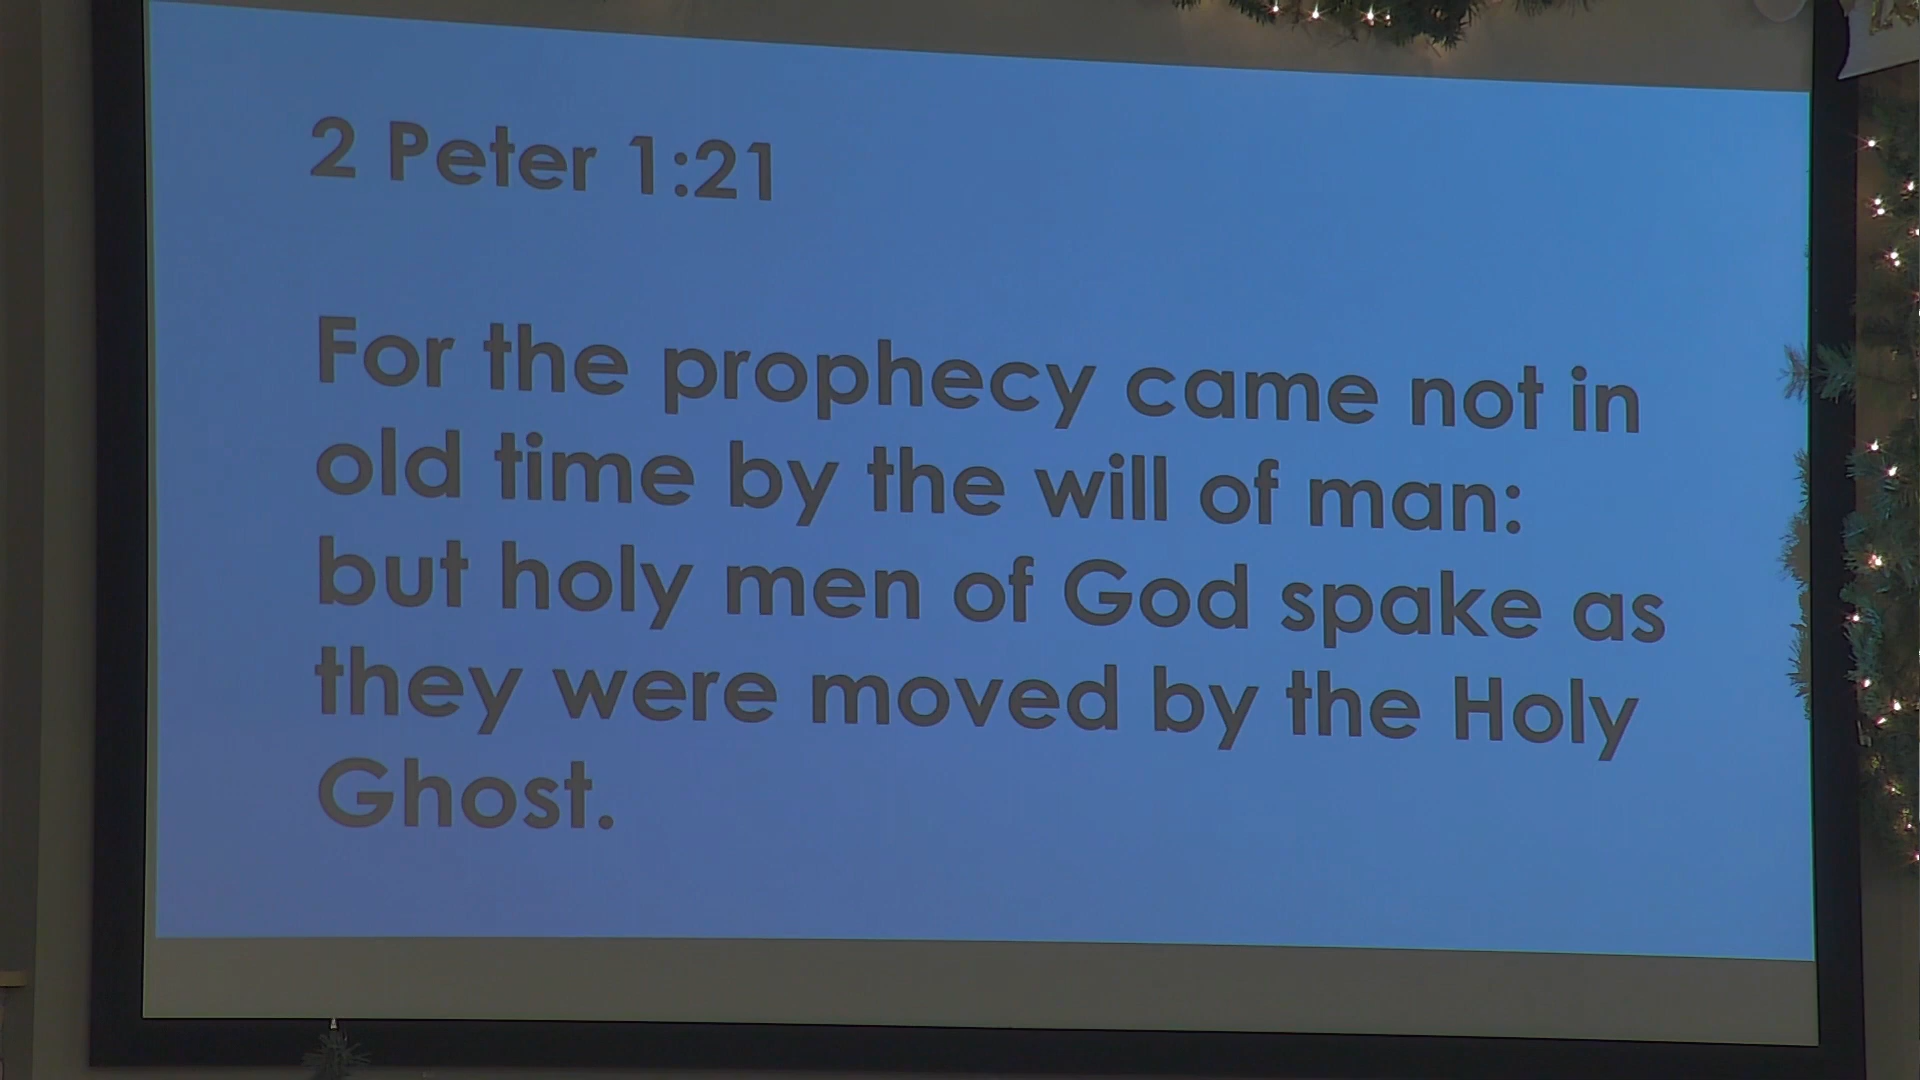 2 Peter 1:21
For the prophecy came not in
old time by the will of man:
but holy men of God spake as
they were moved by the Holy
Ghost.